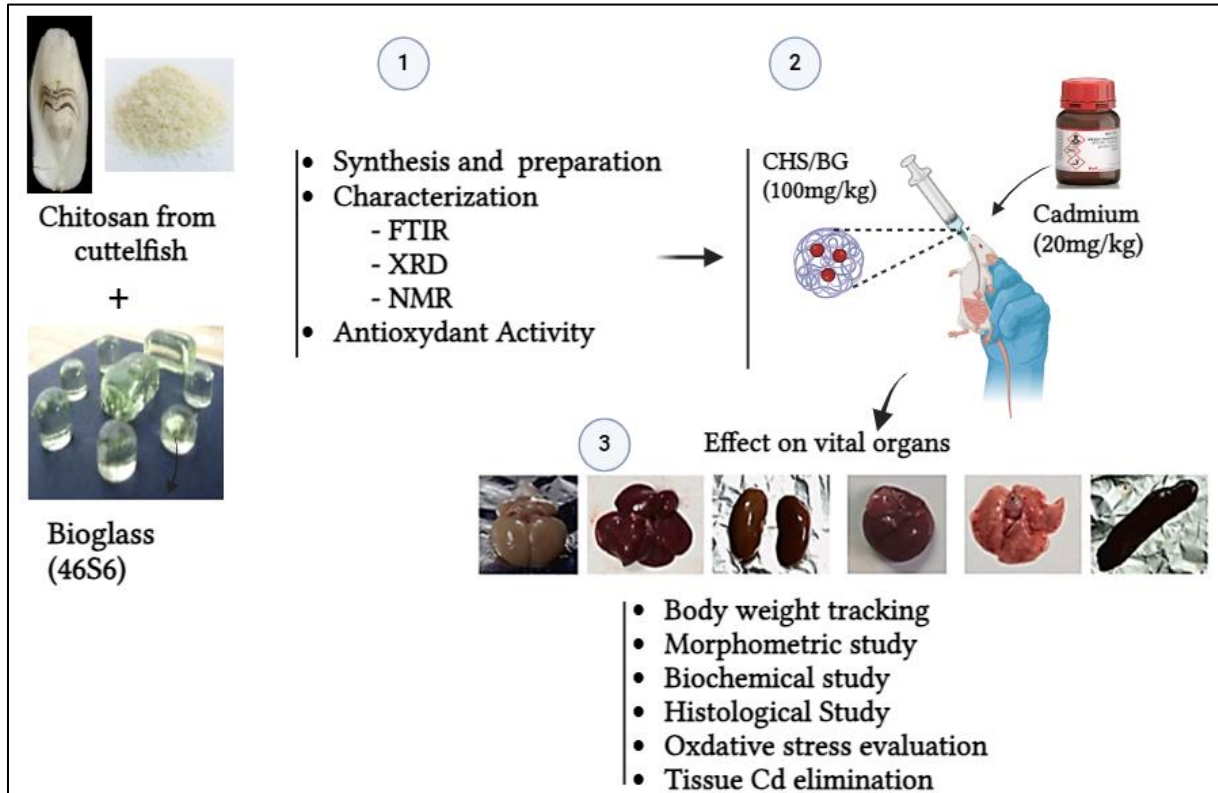 1
2
Chitosan from
cuttelfish
+
Bioglass
(46S6)
• Synthesis and preparation
• Characterization
- FTIR
- XRD
- NMR
• Antioxydant Activity
CHS/BG
(100mg/kg)
Cadmium
(20mg/kg)
3
Effect on vital organs
• Body weight tracking
• Morphometric study
• Biochemical study
• Histological Study
• Oxdative stress evaluation
• Tissue Cd elimination